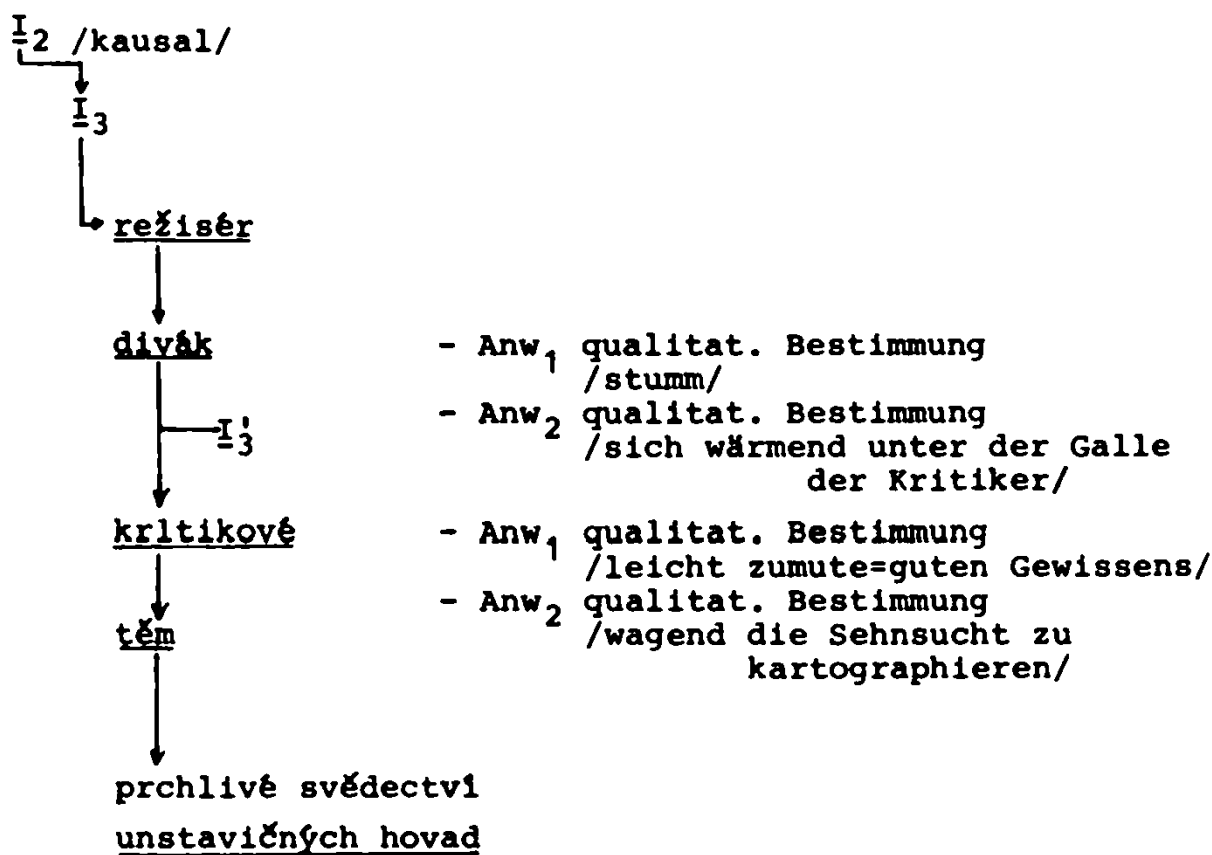 I2 /kausal/
I3
režisér
divák - Anw1 qualitat. Bestimmung
/stumm/
- Anw2 qualitat. Bestimmung
I'3
/sich wärmend unter der Galle
der Kritiker/
krltikové - Anw1 qualitat. Bestimmung
/leicht zumute=guten Gewissens/
- Anw2 qualitat. Bestimmung
těm
/wagend die Sehnsucht zu
kartographieren/
prchlivé svědectví
unstavičných hovad